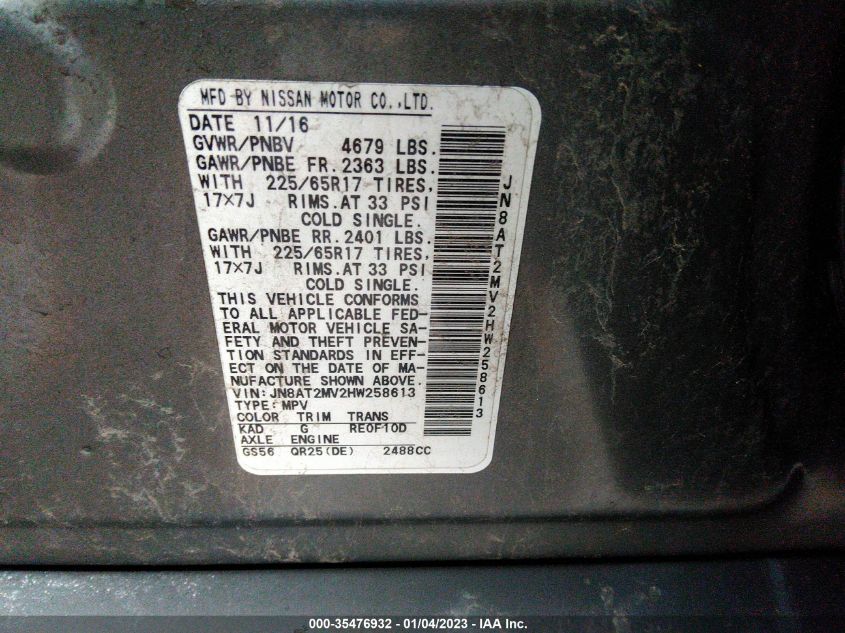 MFD BY NISSAN MOTOR CO.,LTD.
DATE 11/16
GVWR/PNBV 4679 LBS.
GAWR/PNBE FR. 2363 LBS.
WITH 225/65R17 TIRES,
17×7J RIMS.AT 33 PSI
COLD SINGLE.
GAWR/PNBE RR. 2401 LBS.
WITH 225/65R17 TIRES,
17×7J RIMS.AT 33 PSI
COLD SINGLE.
THIS VEHICLE CONFORMS
TO ALL APPLICABLE FED-
ERAL MOTOR VEHICLE SA-
FETY AND THEFT PREVEN-
TION STANDARDS IN EFF-
ECT ON THE DATE OF MA-
NUFACTURE SHOWN ABOVE.
VIN:JN8AT2MV2HW258613
TYPE:MPV
COLOR TRIM TRANS
KAD G RE0F10D
AXLE ENGINE
GS56 QR25(DE) 2488CC
JN8AT2MV2HW258613
000-35476932 - 01/04/2023 - IAA Inc.